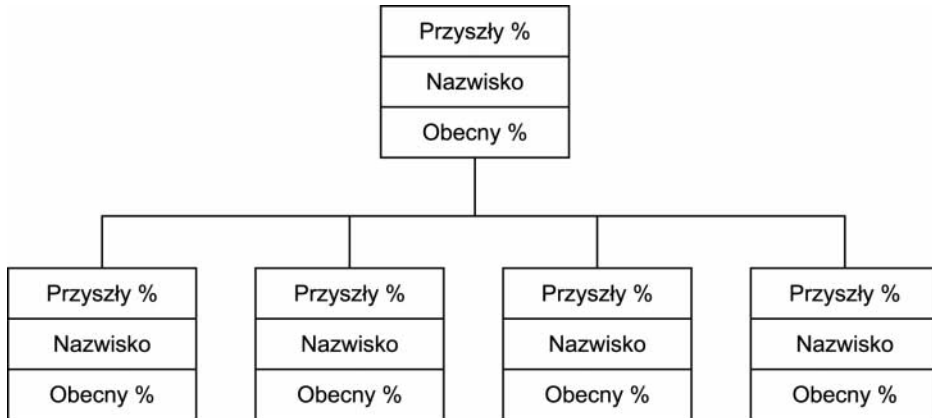 Przyszły %
Nazwisko
Obecny %
Przyszły % Przyszły % Przyszły % Przyszły %
Nazwisko Nazwisko Nazwisko Nazwisko
Obecny % Obecny % Obecny % Obecny %